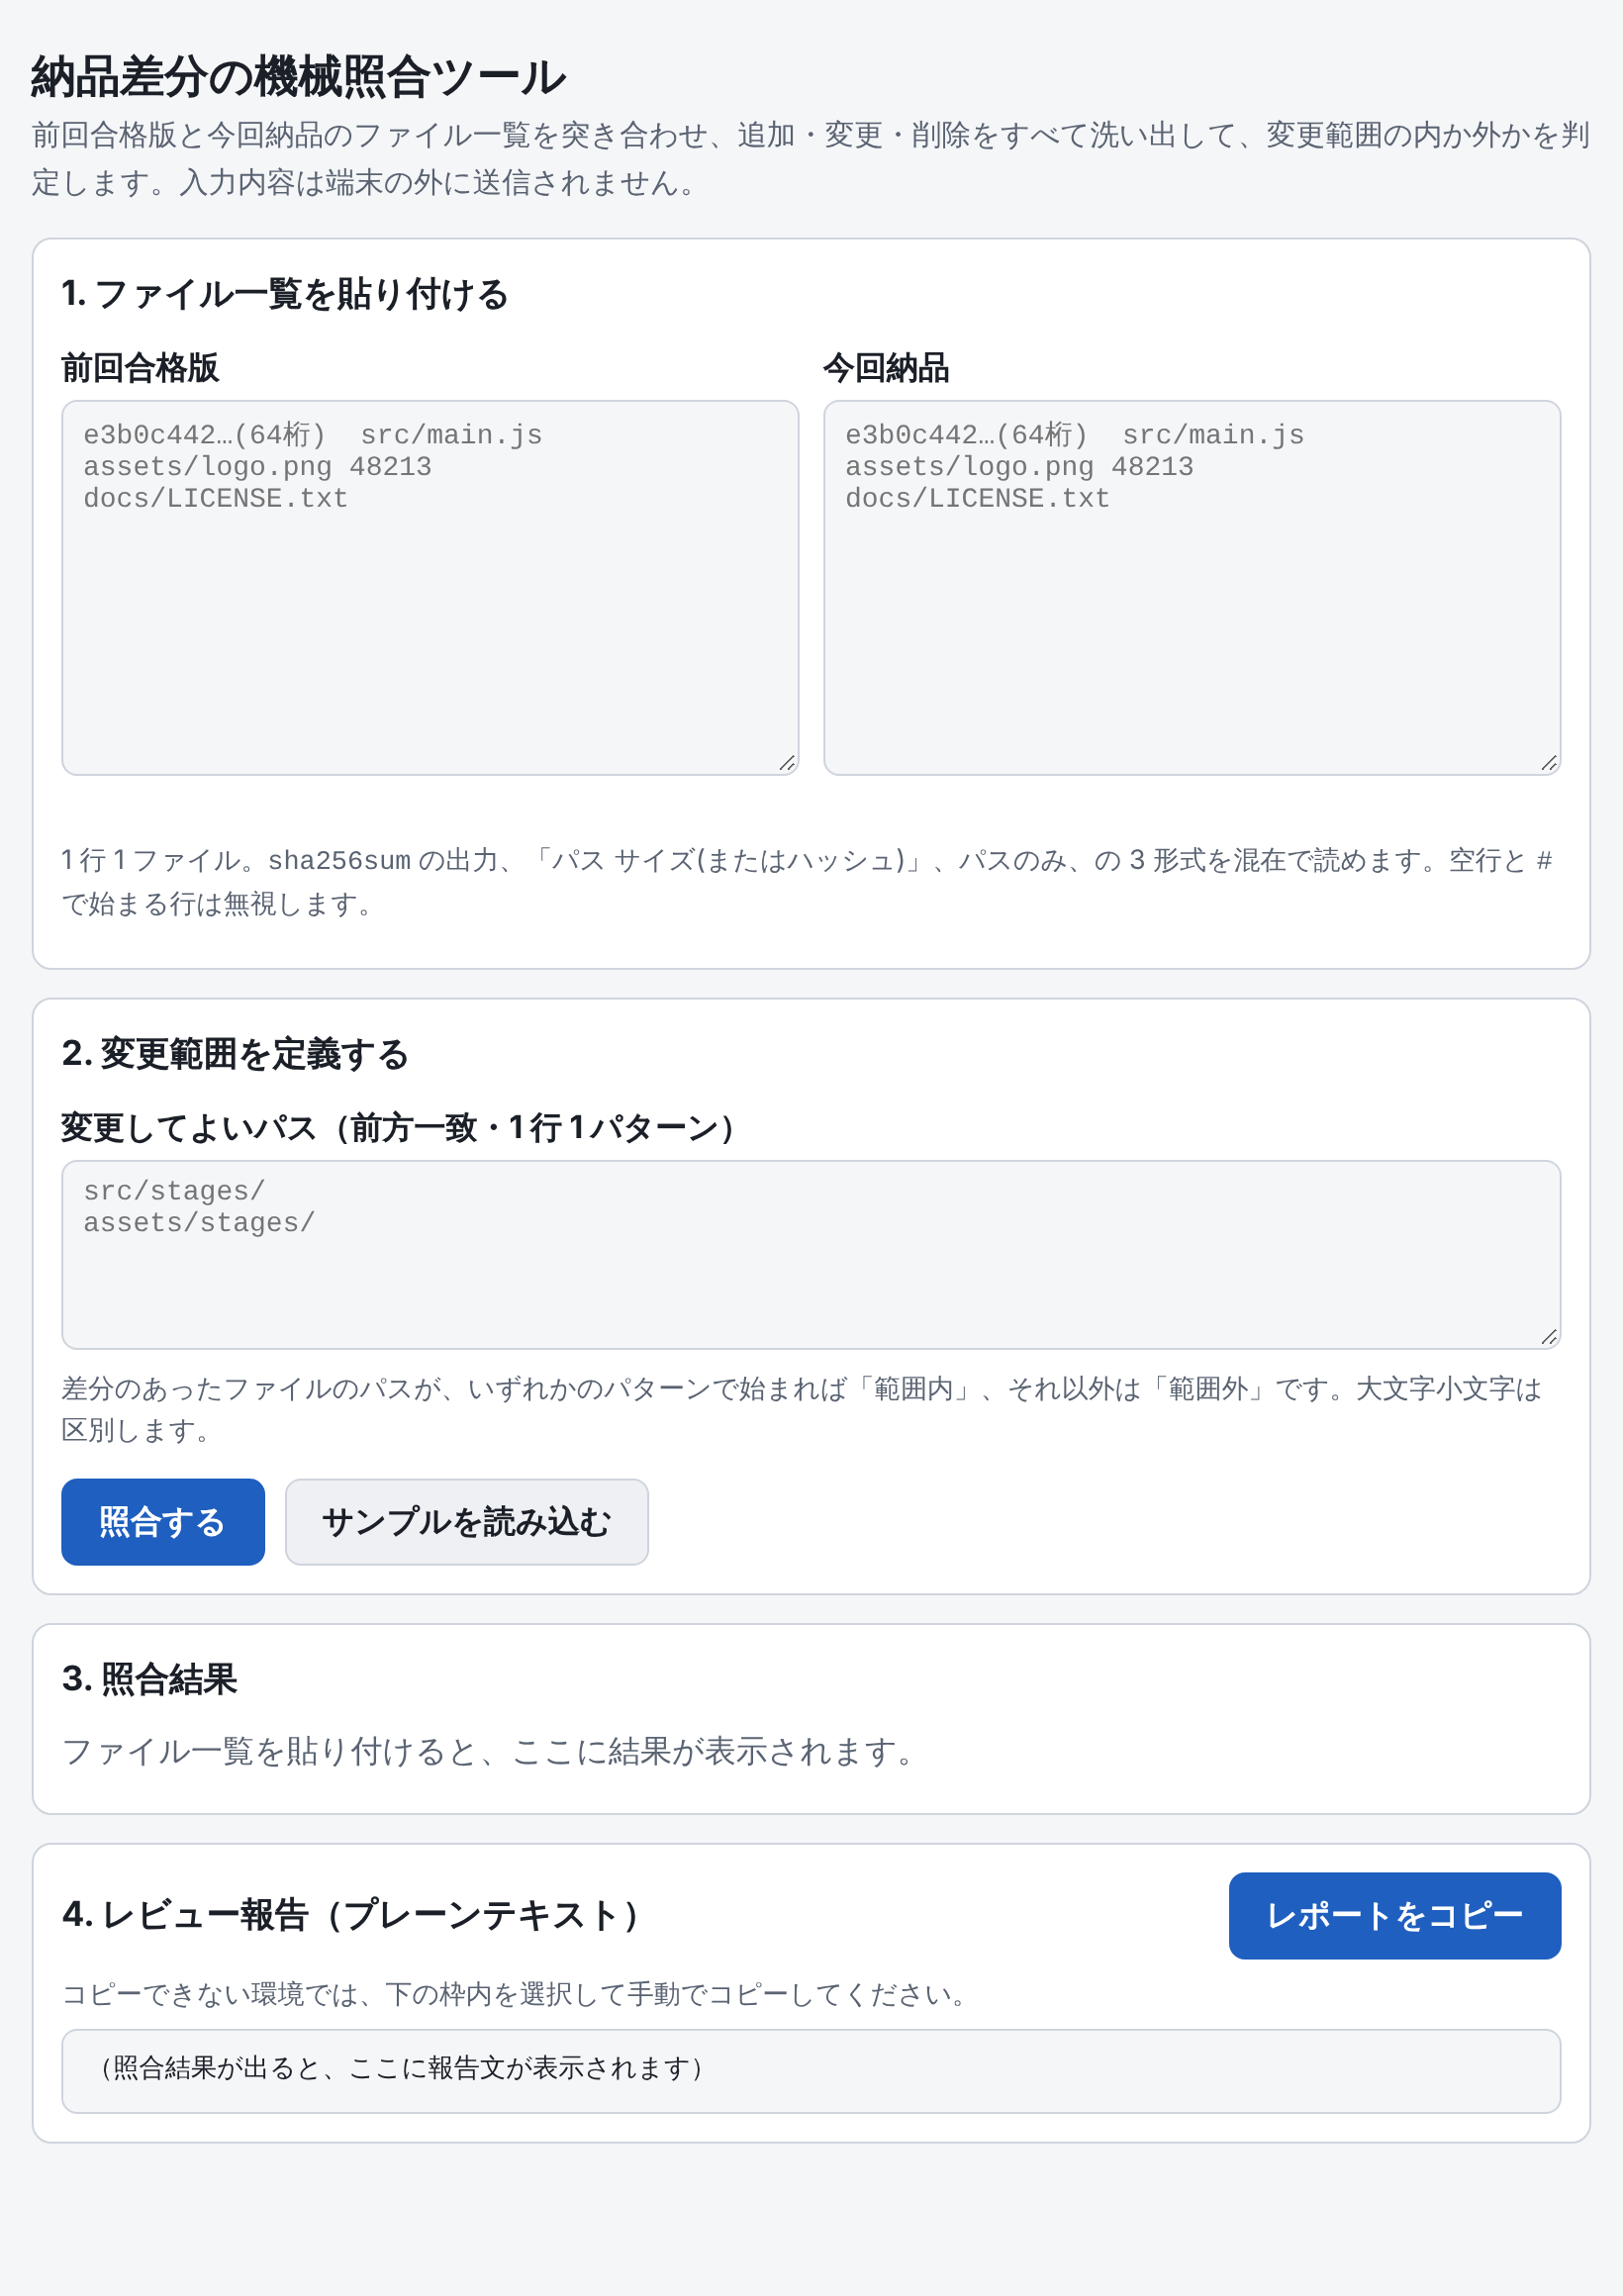 納品差分の機械照合ツール
前回合格版と今回納品のファイル一覧を突き合わせ、追加・変更・削除をすべて洗い出して、変更範囲の内か外かを判
定します。入力内容は端末の外に送信されません。
1. ファイル一覧を貼り付ける
前回合格版
e3b0c442…(64桁)  src/main.js
assets/logo.png 48213
docs/LICENSE.txt
今回納品
e3b0c442…(64桁)  src/main.js
assets/logo.png 48213
docs/LICENSE.txt
1 行 1 ファイル。sha256sum の出力、「パス サイズ(またはハッシュ)」、パスのみ、の 3 形式を混在で読めます。空行と #
で始まる行は無視します。
2. 変更範囲を定義する
変更してよいパス（前方一致・1 行 1 パターン）
src/stages/
assets/stages/
差分のあったファイルのパスが、いずれかのパターンで始まれば「範囲内」、それ以外は「範囲外」です。大文字小文字は
区別します。
照合する
サンプルを読み込む
3. 照合結果
ファイル一覧を貼り付けると、ここに結果が表示されます。
4. レビュー報告（プレーンテキスト）
レポートをコピー
コピーできない環境では、下の枠内を選択して手動でコピーしてください。
（照合結果が出ると、ここに報告文が表示されます）